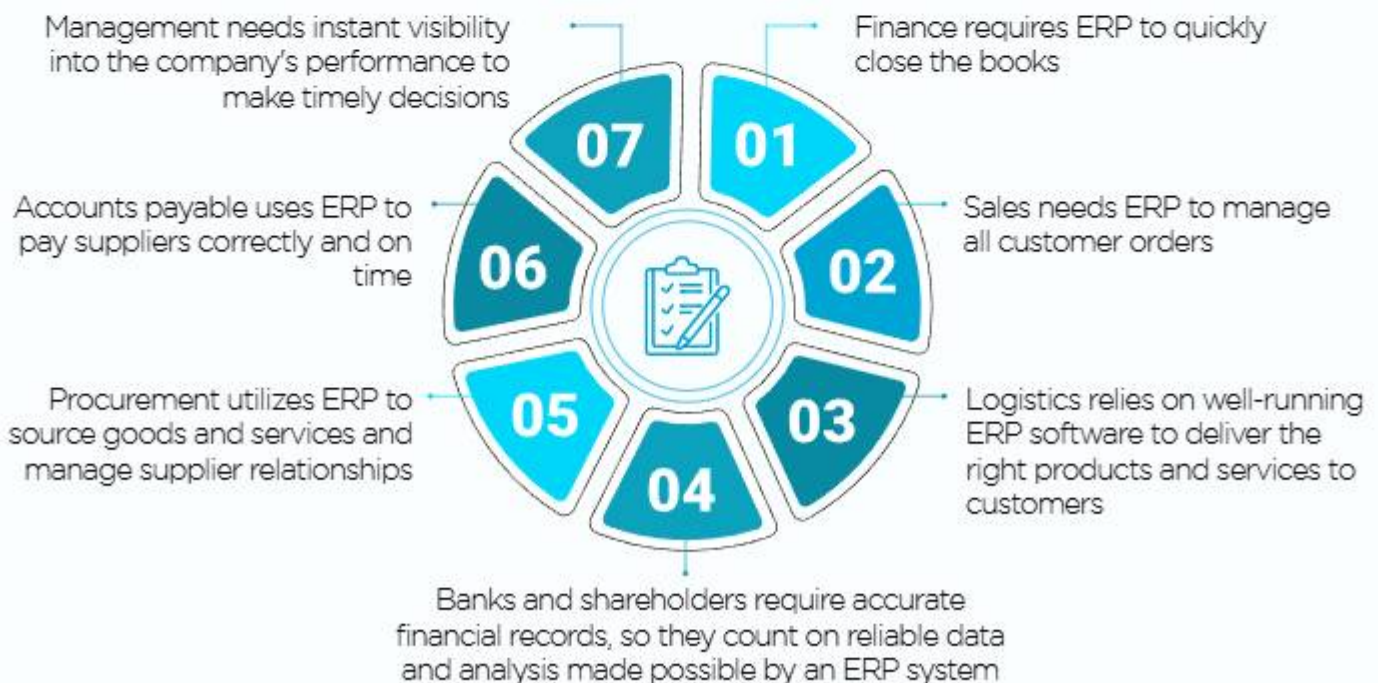 01
Finance requires ERP to quickly
close the books
02
Sales needs ERP to manage
all customer orders
03
Logistics relies on well-running
ERP software to deliver the
right products and services to
customers
04
Banks and shareholders require accurate
financial records, so they count on reliable data
and analysis made possible by an ERP system
05
Procurement utilizes ERP to
source goods and services and
manage supplier relationships
06
Accounts payable uses ERP to
pay suppliers correctly and on
time
07
Management needs instant visibility
into the company's performance to
make timely decisions